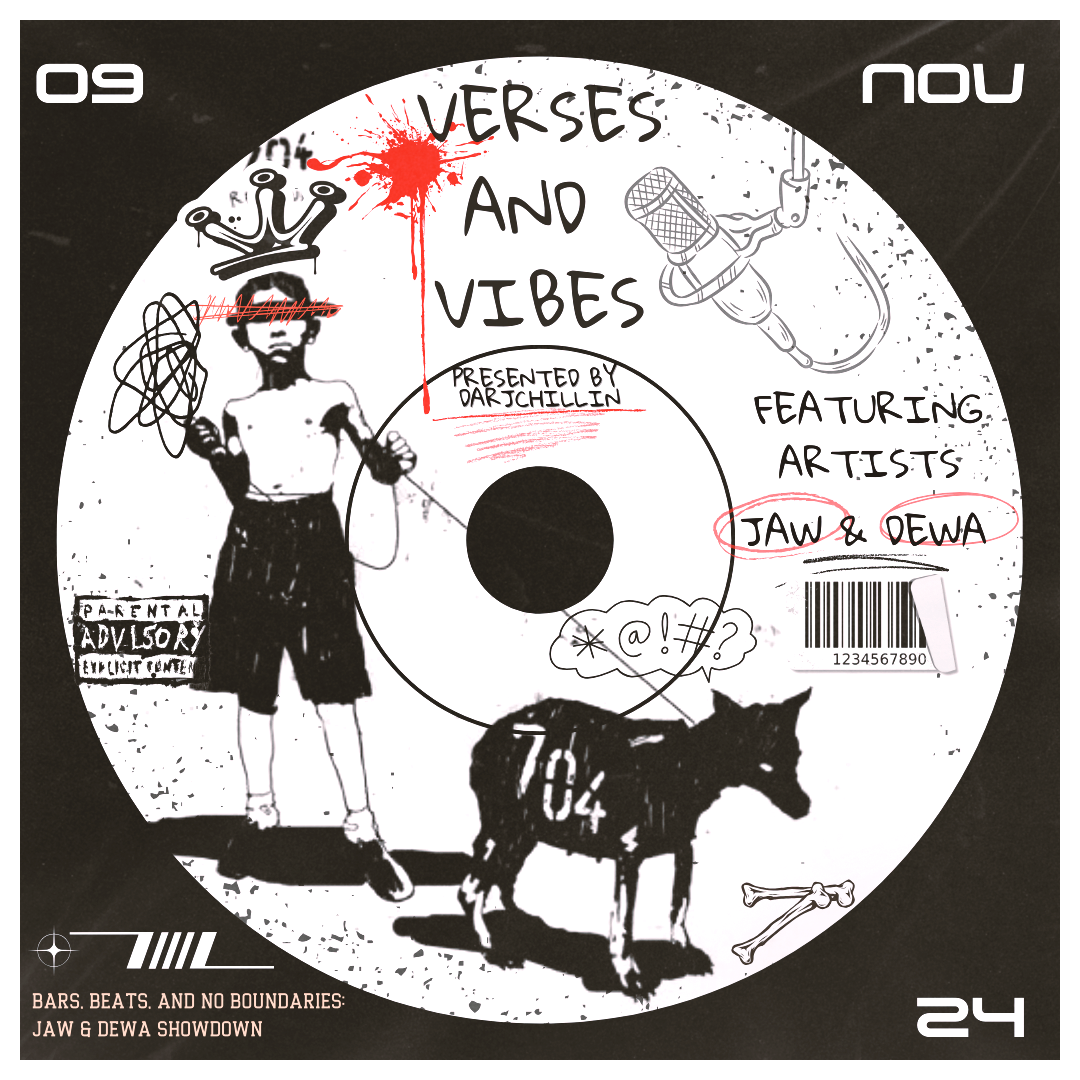 09
NOV
VERSES
AND
VIBES
PRESENTED BY
DARJCHILLIN
FEATURING
ARTISTS
JAW & DEWA
1234567890
PARENTAL
ADVISORY
EXPLICIT CONTENT
* @!#?
704
BARS, BEATS, AND NO BOUNDARIES:
JAW & DEWA SHOWDOWN
24